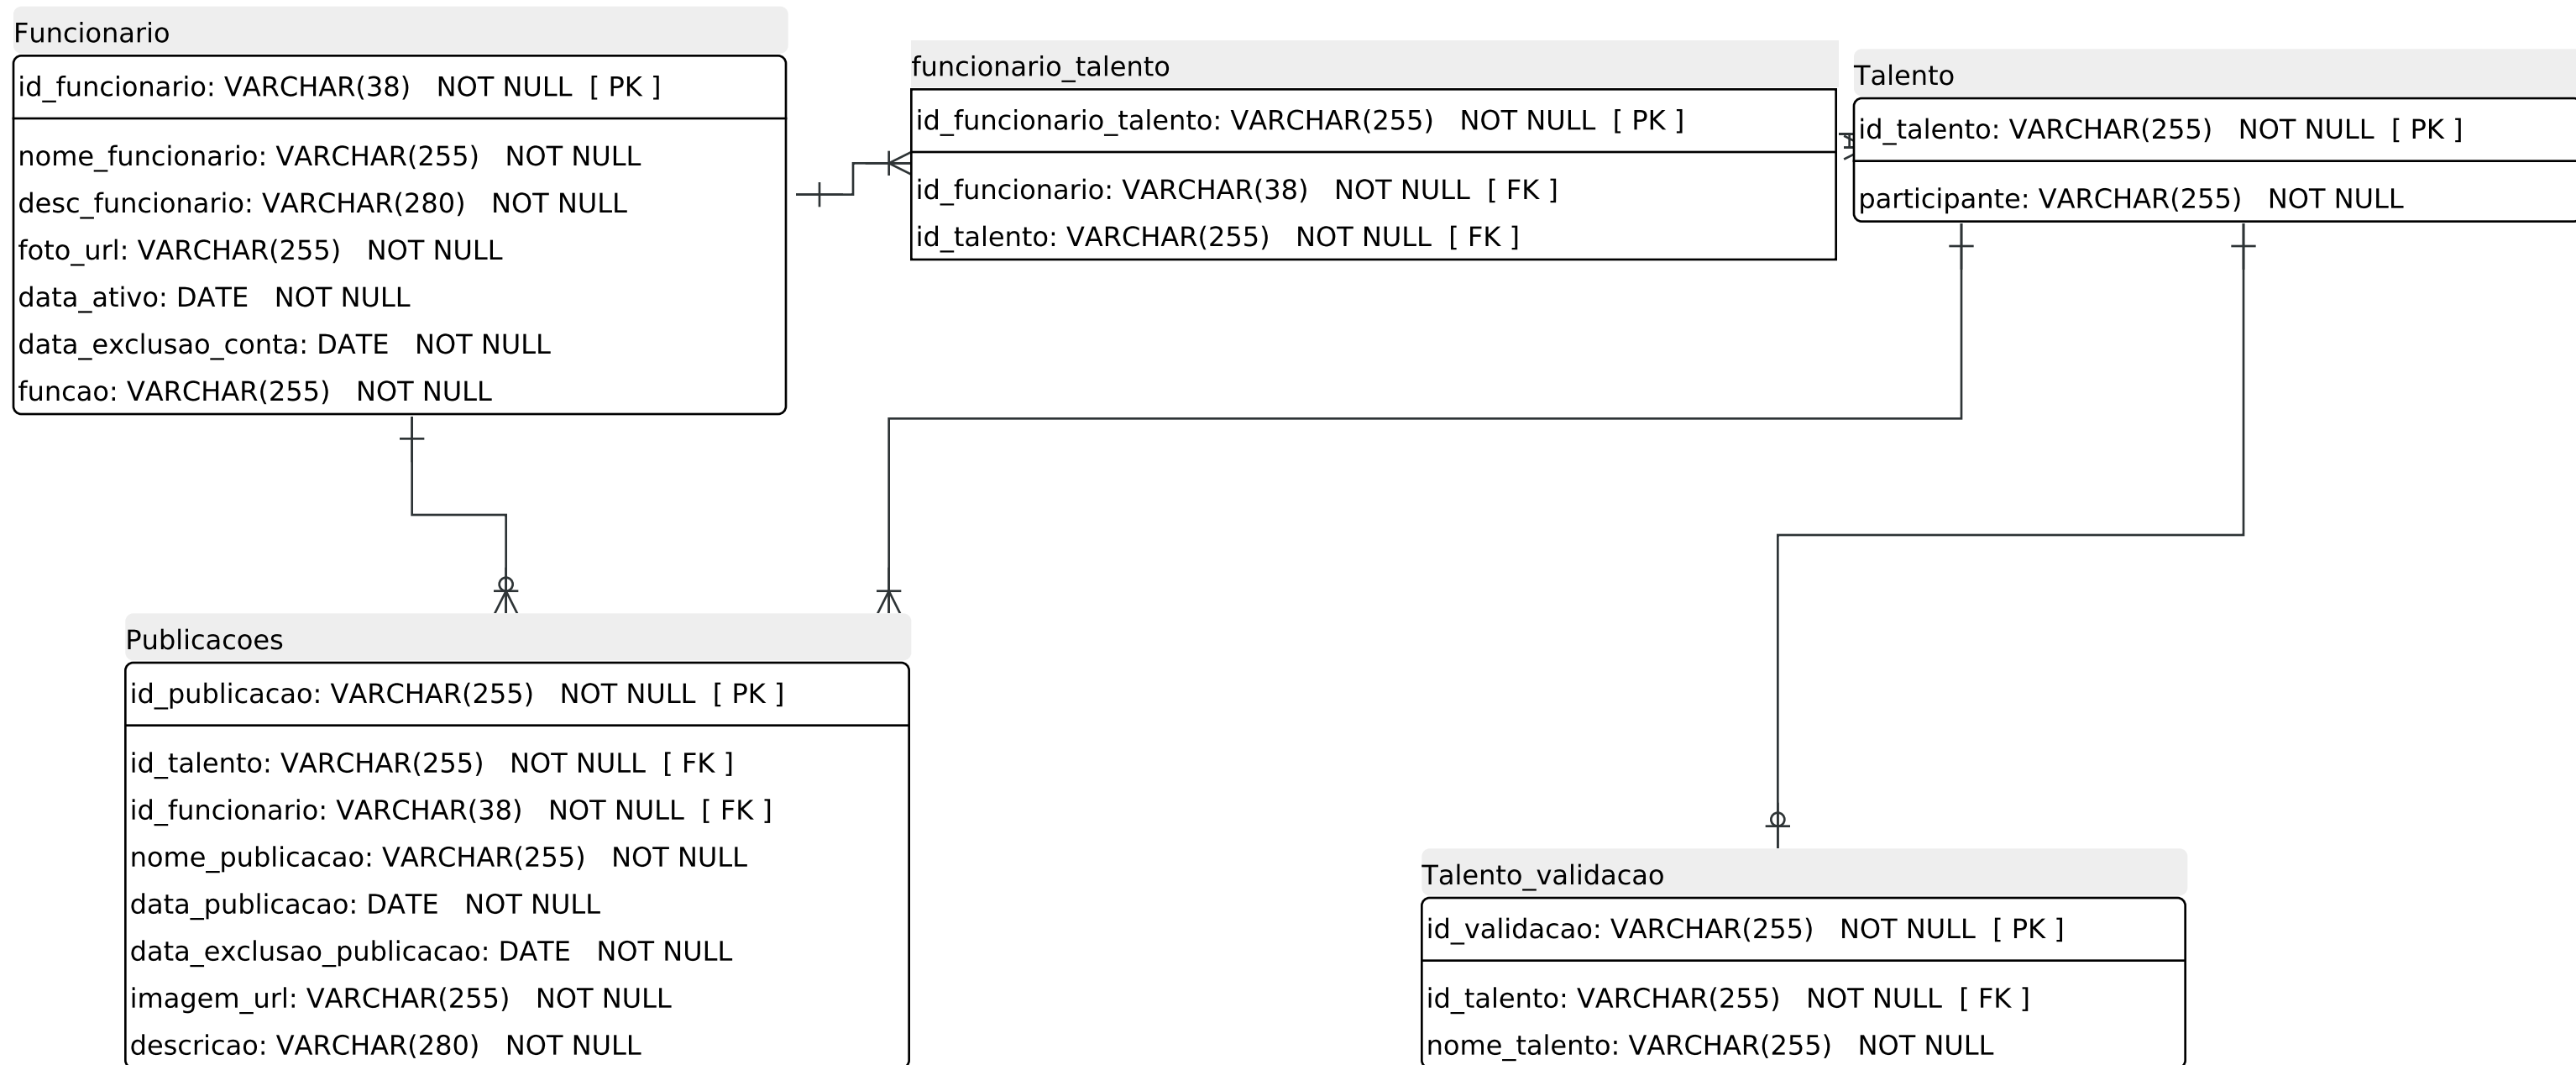 Funcionario
id_funcionario: VARCHAR(38) NOT NULL [ PK ]
nome_funcionario: VARCHAR(255) NOT NULL
desc_funcionario: VARCHAR(280) NOT NULL
foto_url: VARCHAR(255) NOT NULL
data_ativo: DATE NOT NULL
data_exclusao_conta: DATE NOT NULL
funcao: VARCHAR(255) NOT NULL
funcionario_talento
id_funcionario_talento: VARCHAR(255) NOT NULL [ PK ]
id_funcionario: VARCHAR(38) NOT NULL [ FK ]
id_talento: VARCHAR(255) NOT NULL [ FK ]
Talento
id_talento: VARCHAR(255) NOT NULL [ PK ]
participante: VARCHAR(255) NOT NULL
Publicacoes
id_publicacao: VARCHAR(255) NOT NULL [ PK ]
id_talento: VARCHAR(255) NOT NULL [ FK ]
id_funcionario: VARCHAR(38) NOT NULL [ FK ]
nome_publicacao: VARCHAR(255) NOT NULL
data_publicacao: DATE NOT NULL
data_exclusao_publicacao: DATE NOT NULL
imagem_url: VARCHAR(255) NOT NULL
descricao: VARCHAR(280) NOT NULL
Talento_validacao
id_validacao: VARCHAR(255) NOT NULL [ PK ]
id_talento: VARCHAR(255) NOT NULL [ FK ]
nome_talento: VARCHAR(255) NOT NULL